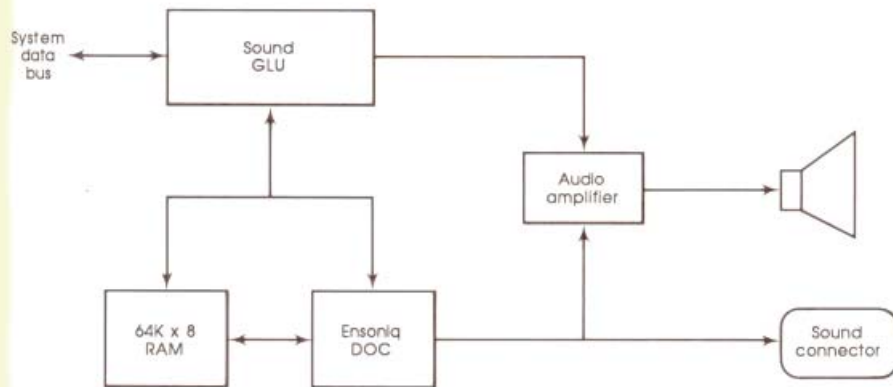 System
data
bus
Sound
GLU
Audio
amplifier
64K x 8
RAM
Ensoniq
DOC
Sound
connector